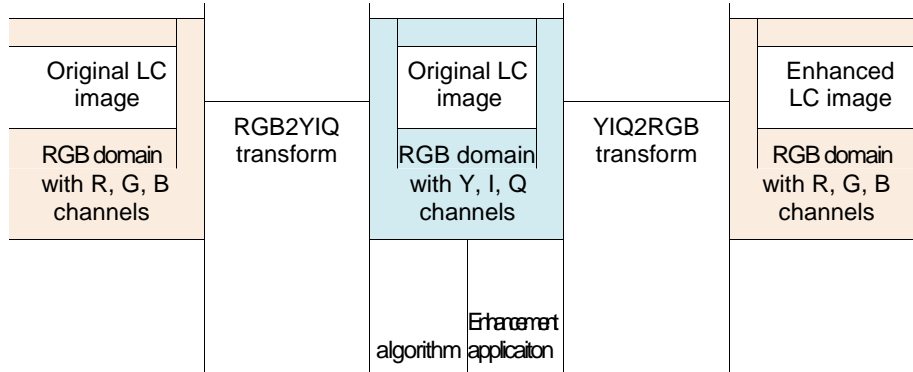 Original LC
image
RGB domain
with R, G, B
channels
RGB2YIQ
transform
Original LC
image
RGB domain
with Y, I, Q
channels
algorithm
Enhancement
applicaiton
YIQ2RGB
transform
Enhanced
LC image
RGB domain
with R, G, B
channels